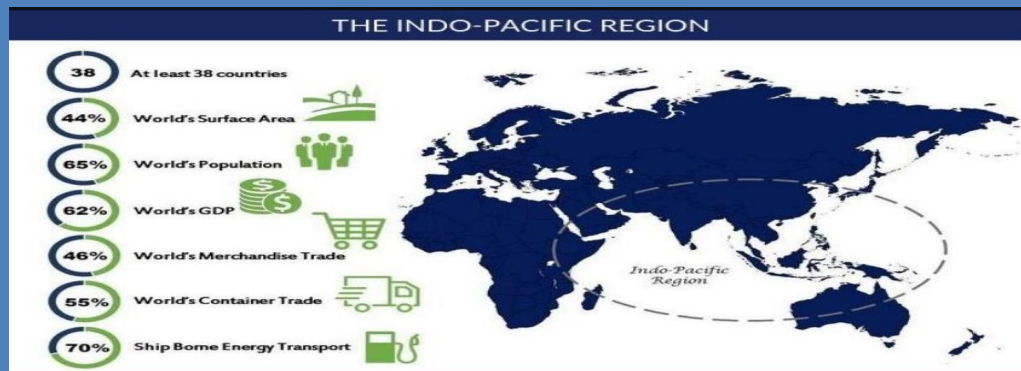 THE INDO-PACIFIC REGION
38 At least 38 countries
44% World's Surface Area
65% World's Population
62% World's GDP
46% World's Merchandise Trade
55% World's Container Trade
70% Ship Borne Energy Transport
Indo-Pacific
Region